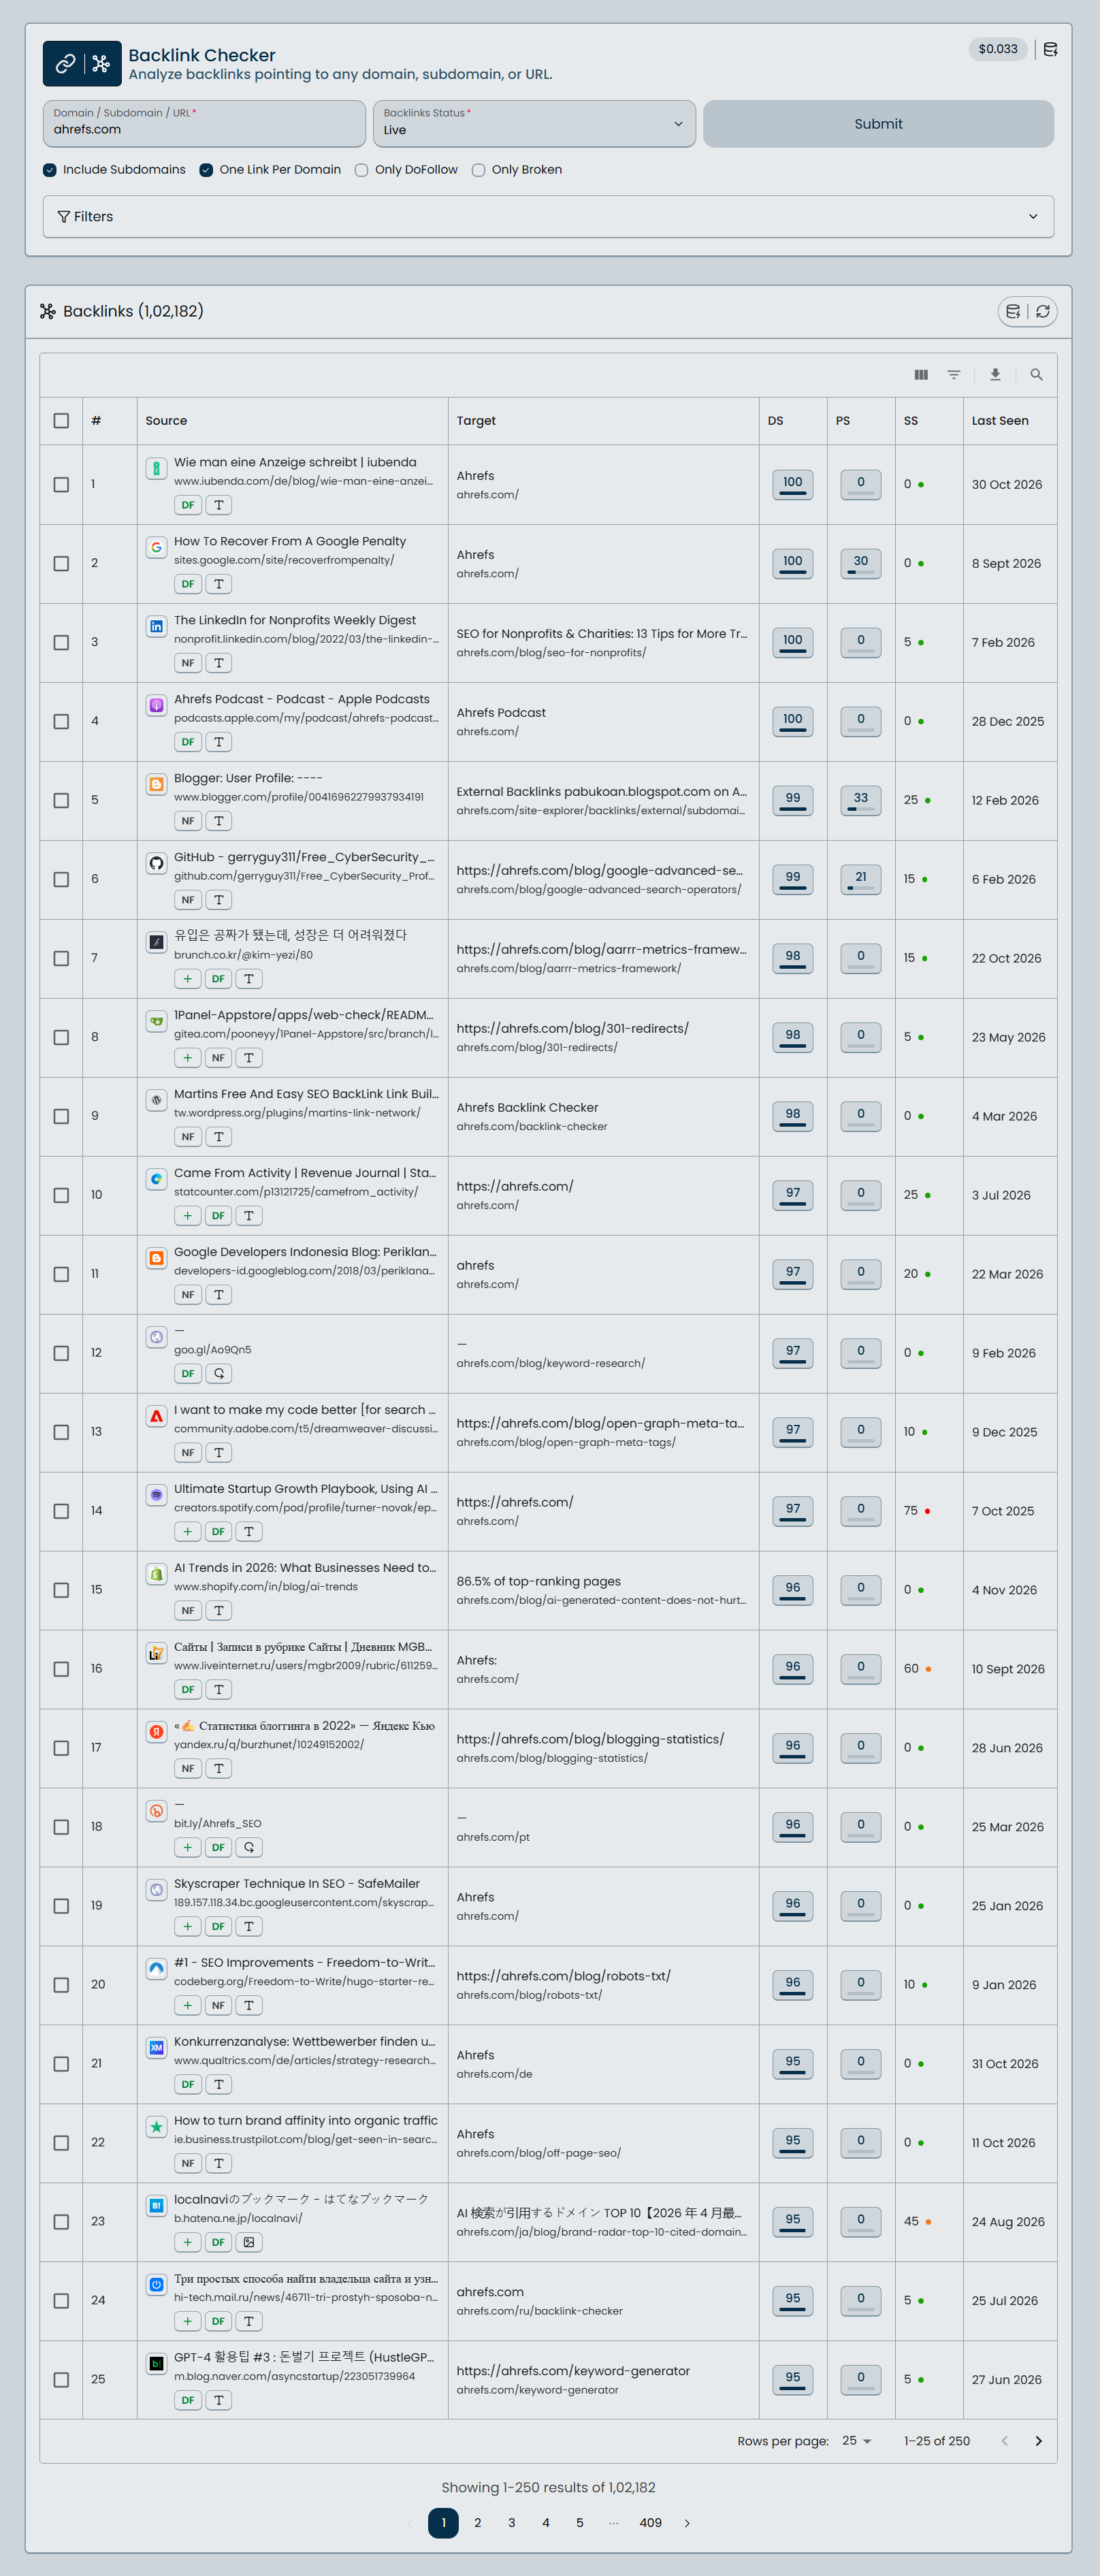 Backlink Checker
Analyze backlinks pointing to any domain, subdomain, or URL.
$0.033
Domain / Subdomain / URL*
ahrefs.com
Backlinks Status*
Live
Submit
Include Subdomains
One Link Per Domain
Only DoFollow
Only Broken
Filters
Backlinks (1,02,182)
# Source Target DS PS SS Last Seen
1
Wie man eine Anzeige schreibt | iubenda
www.iubenda.com/de/blog/wie-man-eine-anzei...
DF T
Ahrefs
ahrefs.com/
100 0 0 30 Oct 2026
2
How To Recover From A Google Penalty
sites.google.com/site/recoverfrompenalty/
DF T
Ahrefs
ahrefs.com/
100 30 0 8 Sept 2026
3
The LinkedIn for Nonprofits Weekly Digest
nonprofit.linkedin.com/blog/2022/03/the-linkedin-...
NF T
SEO for Nonprofits & Charities: 13 Tips for More Tr...
ahrefs.com/blog/seo-for-nonprofits/
100 0 5 7 Feb 2026
4
Ahrefs Podcast - Podcast - Apple Podcasts
podcasts.apple.com/my/podcast/ahrefs-podcast...
DF T
Ahrefs Podcast
ahrefs.com/
100 0 0 28 Dec 2025
5
Blogger: User Profile: ----
www.blogger.com/profile/00416962279937934191
NF T
External Backlinks pabukoan.blogspot.com on A...
ahrefs.com/site-explorer/backlinks/external/subdomai...
99 33 25 12 Feb 2026
6
GitHub - gerryguy311/Free_CyberSecurity_...
github.com/gerryguy311/Free_CyberSecurity_Prof...
NF T
https://ahrefs.com/blog/google-advanced-se...
ahrefs.com/blog/google-advanced-search-operators/
99 21 15 6 Feb 2026
7
유입은 공짜가 됐는데, 성장은 더 어려워졌다
brunch.co.kr/@kim-yezi/80
+ DF T
https://ahrefs.com/blog/aarrr-metrics-framew...
ahrefs.com/blog/aarrr-metrics-framework/
98 0 15 22 Oct 2026
8
1Panel-Appstore/apps/web-check/READM...
gitea.com/pooneyy/1Panel-Appstore/src/branch/l...
+ NF T
https://ahrefs.com/blog/301-redirects/
ahrefs.com/blog/301-redirects/
98 0 5 23 May 2026
9
Martins Free And Easy SEO BackLink Link Buil...
tw.wordpress.org/plugins/martins-link-network/
NF T
Ahrefs Backlink Checker
ahrefs.com/backlink-checker
98 0 0 4 Mar 2026
10
Came From Activity | Revenue Journal | Sta...
statcounter.com/p13121725/camefrom_activity/
+ DF T
https://ahrefs.com/
ahrefs.com/
97 0 25 3 Jul 2026
11
Google Developers Indonesia Blog: Periklan...
developers-id.googleblog.com/2018/03/periklana...
NF T
ahrefs
ahrefs.com/
97 0 20 22 Mar 2026
12
—
goo.gl/Ao9Qn5
DF
—
ahrefs.com/blog/keyword-research/
97 0 0 9 Feb 2026
13
I want to make my code better [for search ...
community.adobe.com/t5/dreamweaver-discussi...
NF T
https://ahrefs.com/blog/open-graph-meta-ta...
ahrefs.com/blog/open-graph-meta-tags/
97 0 10 9 Dec 2025
14
Ultimate Startup Growth Playbook, Using AI ...
creators.spotify.com/pod/profile/turner-novak/ep...
+ DF T
https://ahrefs.com/
ahrefs.com/
97 0 75 7 Oct 2025
15
AI Trends in 2026: What Businesses Need to...
www.shopify.com/in/blog/ai-trends
NF T
86.5% of top-ranking pages
ahrefs.com/blog/ai-generated-content-does-not-hurt...
96 0 0 4 Nov 2026
16
Сайты | Записи в рубрике Сайты | Дневник MGB...
www.liveinternet.ru/users/mgbr2009/rubric/611259...
DF T
Ahrefs:
ahrefs.com/
96 0 60 10 Sept 2026
17
«✍️ Статистика блоггинга в 2022» — Яндекс Кью
yandex.ru/q/burzhunet/10249152002/
NF T
https://ahrefs.com/blog/blogging-statistics/
ahrefs.com/blog/blogging-statistics/
96 0 0 28 Jun 2026
18
—
bit.ly/Ahrefs_SEO
+ DF
—
ahrefs.com/pt
96 0 0 25 Mar 2026
19
Skyscraper Technique In SEO - SafeMailer
189.157.118.34.bc.googleusercontent.com/skyscrap...
+ DF T
Ahrefs
ahrefs.com/
96 0 0 25 Jan 2026
20
#1 - SEO Improvements - Freedom-to-Writ...
codeberg.org/Freedom-to-Write/hugo-starter-re...
+ NF T
https://ahrefs.com/blog/robots-txt/
ahrefs.com/blog/robots-txt/
96 0 10 9 Jan 2026
21
XM
Konkurrenzanalyse: Wettbewerber finden u...
www.qualtrics.com/de/articles/strategy-research...
DF T
Ahrefs
ahrefs.com/de
95 0 0 31 Oct 2026
22
How to turn brand affinity into organic traffic
ie.business.trustpilot.com/blog/get-seen-in-searc...
NF T
Ahrefs
ahrefs.com/blog/off-page-seo/
95 0 0 11 Oct 2026
23
B!
localnaviのブックマーク - はてなブックマーク
b.hatena.ne.jp/localnavi/
+ DF
AI 検索が引用するドメイン TOP 10【2026 年 4 月最...
ahrefs.com/ja/blog/brand-radar-top-10-cited-domain...
95 0 45 24 Aug 2026
24
Три простых способа найти владельца сайта и узн...
hi-tech.mail.ru/news/46711-tri-prostyh-sposoba-n...
+ DF T
ahrefs.com
ahrefs.com/ru/backlink-checker
95 0 5 25 Jul 2026
25
GPT-4 활용팁 #3 : 돈벌기 프로젝트 (HustleGP...
m.blog.naver.com/asyncstartup/223051739964
DF T
https://ahrefs.com/keyword-generator
ahrefs.com/keyword-generator
95 0 5 27 Jun 2026
Rows per page: 25 1–25 of 250
Showing 1-250 results of 1,02,182
1 2 3 4 5 ... 409